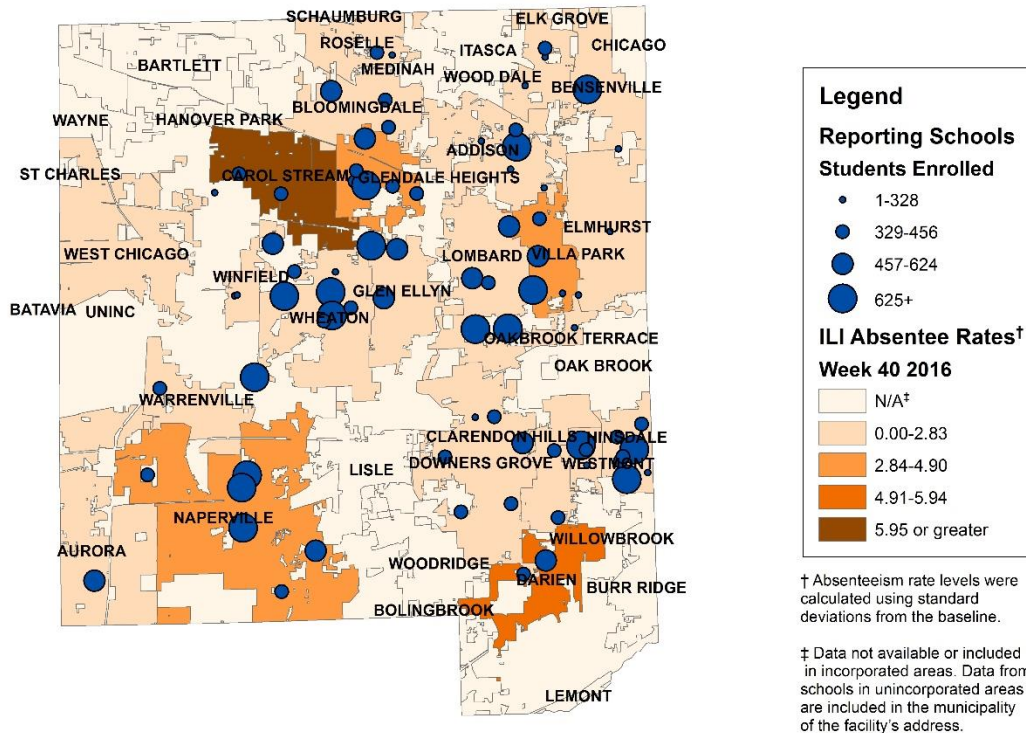 SCHAUMBURG
ELK GROVE
ROSELLE
ITASCA
CHICAGO
BARTLETT
MEDINAH
WOOD DALE
BENSENVILLE
BLOOMINGDALE
WAYNE
HANOVER PARK
ADDISON
ST CHARLES
CAROL STREAM
GLENDALE HEIGHTS
ELMHURST
WEST CHICAGO
LOMBARD
VILLA PARK
WINFIELD
GLEN ELLYN
BATAVIA
UNINC
WHEATON
OAKBROOK TERRACE
OAK BROOK
WARRENVILLE
CLARENDON HILLS
HINSDALE
LISLE
DOWNERS GROVE
WESTMONT
NAPERVILLE
WILLOWBROOK
AURORA
WOODRIDGE
DARIEN
BURR RIDGE
BOLINGBROOK
LEMONT
Legend
Reporting Schools
Students Enrolled
1-328
329-456
457-624
625+
ILI Absentee Rates†
Week 40 2016
N/A‡
0.00-2.83
2.84-4.90
4.91-5.94
5.95 or greater
† Absenteeism rate levels were
calculated using standard
deviations from the baseline.
‡ Data not available or included
in incorporated areas. Data from
schools in unincorporated areas
are included in the municipality
of the facility's address.